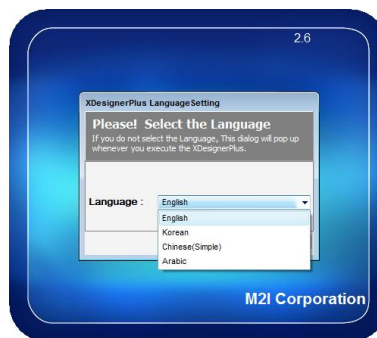 2.6
XDesignerPlus LanguageSetting
Please!  Select the Language
If you do not select the Language, This dialog will pop up
whenever you execute the XDesignerPlus.
Language :
English
English
Korean
Chinese(Simple)
Arabic
M2I Corporation